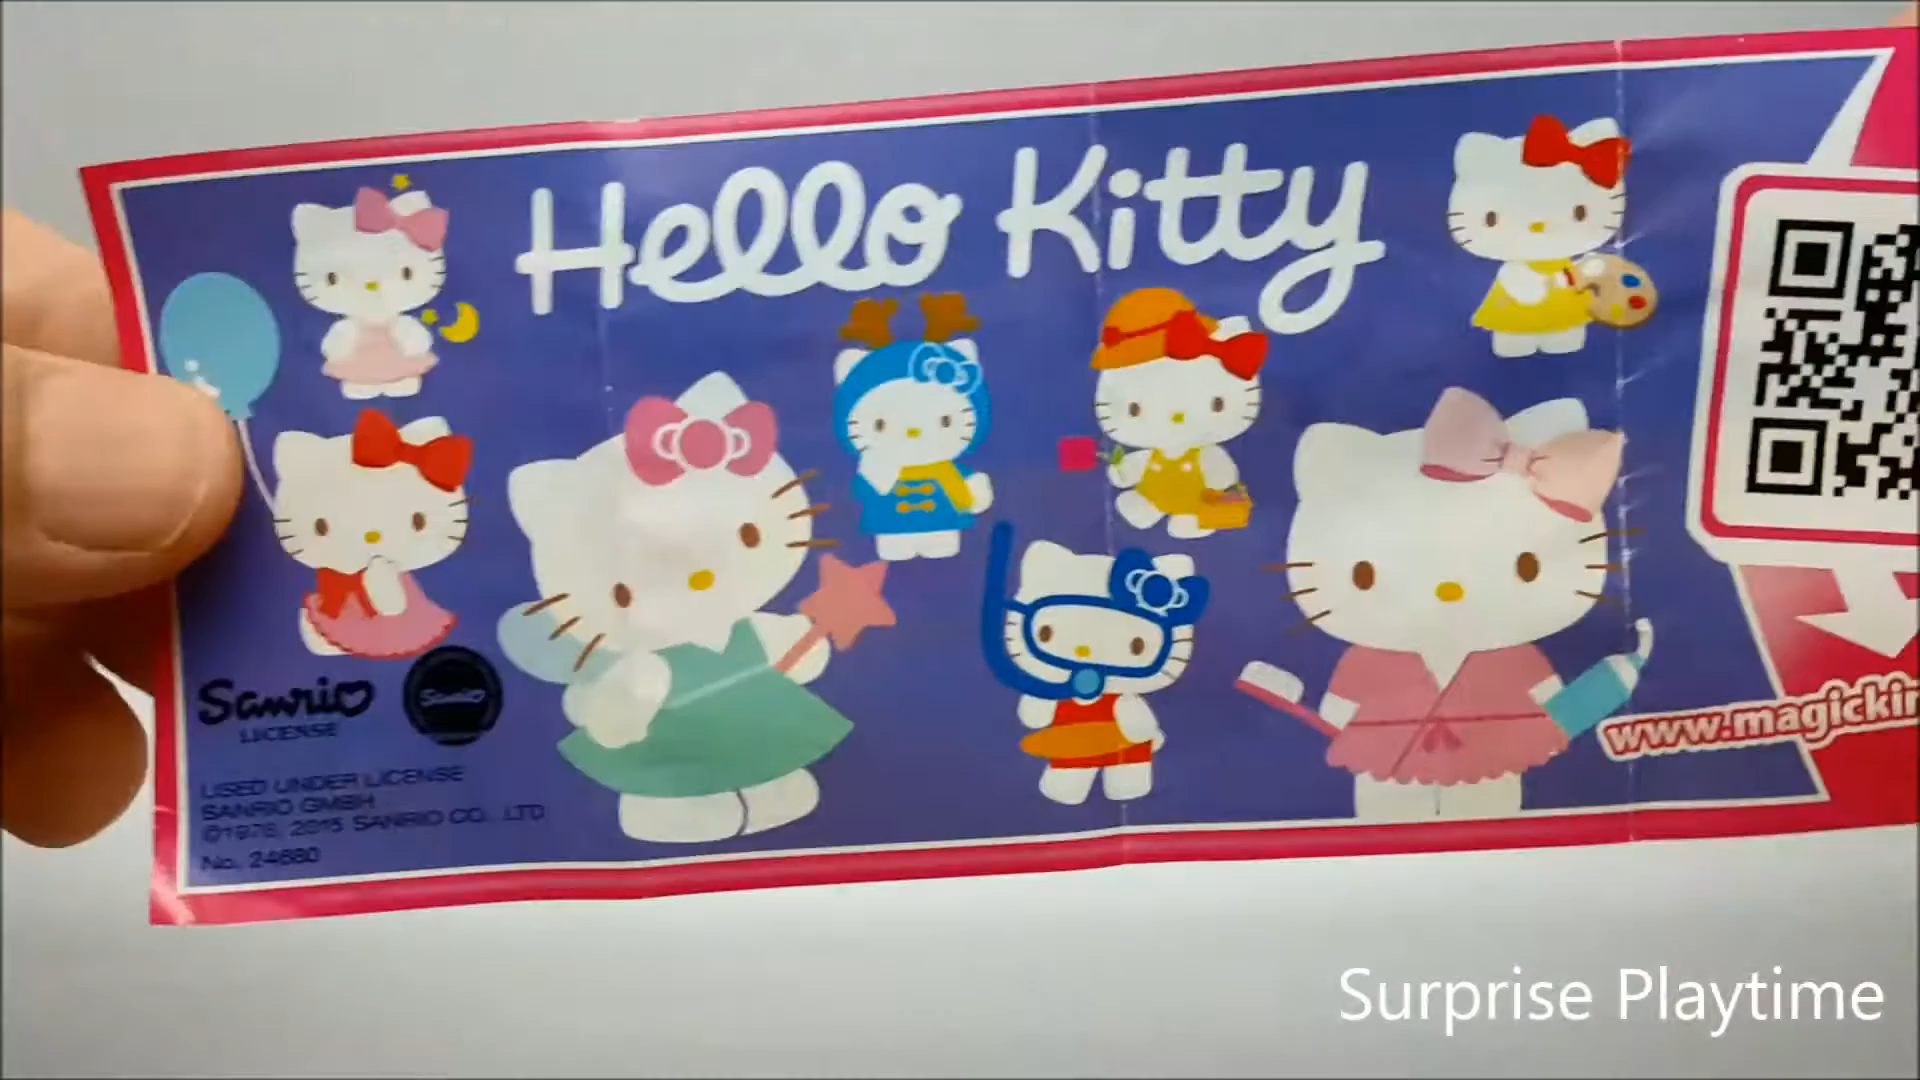 Hello Kitty
Sanrio
LICENSE
Sanrio
USED UNDER LICENSE
SANRIO GMBH
©1976, 2015 SANRIO CO., LTD
No. 24680
www.magickin
Surprise Playtime